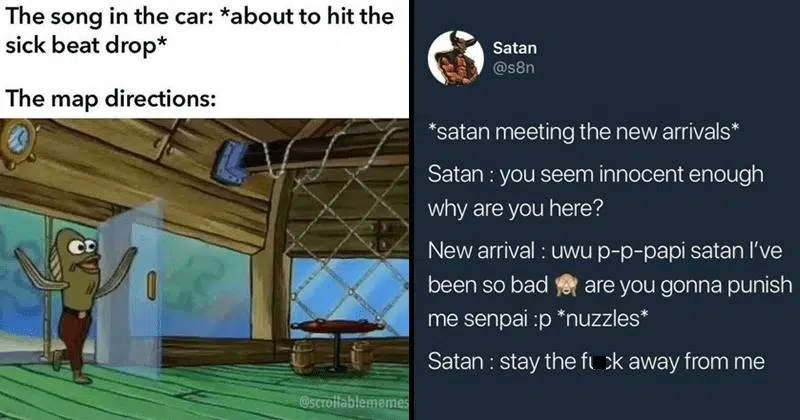 The song in the car: *about to hit the
sick beat drop*
The map directions:
@scrollablememes
Satan
@s8n
*satan meeting the new arrivals*
Satan : you seem innocent enough
why are you here?
New arrival : uwu p-p-papi satan I've
been so bad 🙈 are you gonna punish
me senpai :p *nuzzles*
Satan : stay the fu■ck away from me